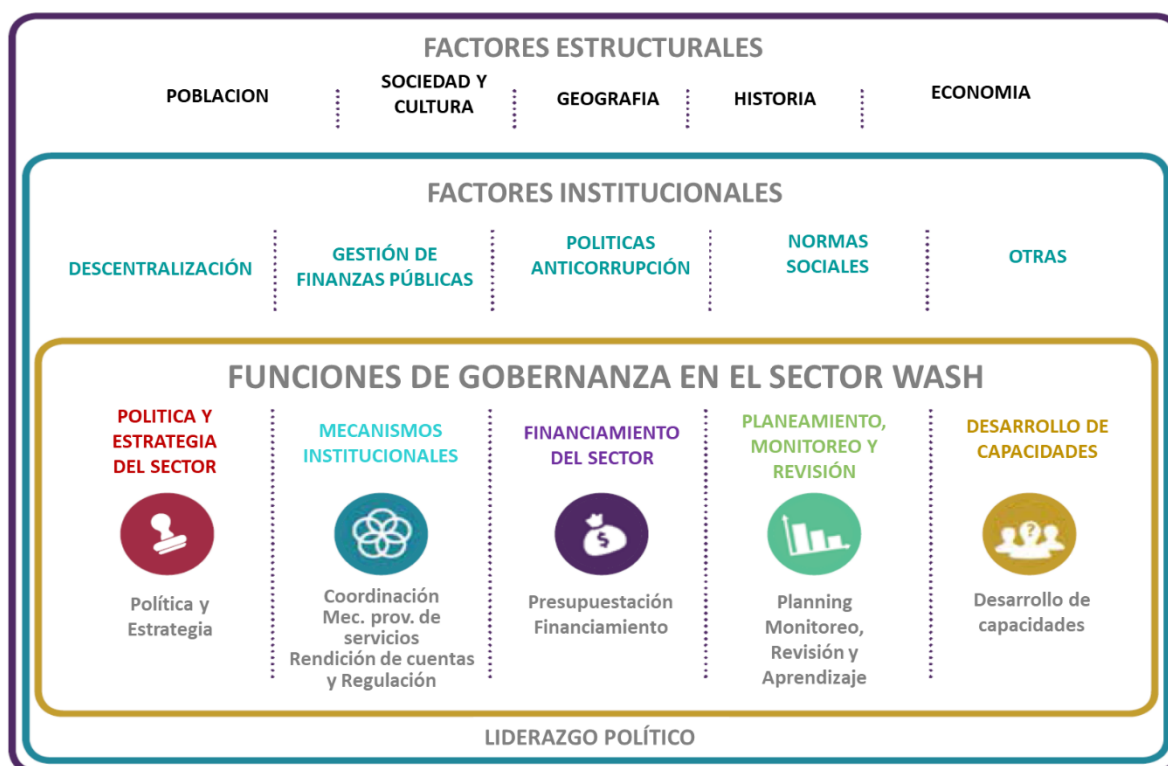 FACTORES ESTRUCTURALES
POBLACION
SOCIEDAD Y
CULTURA
GEOGRAFIA
HISTORIA
ECONOMIA
FACTORES INSTITUCIONALES
DESCENTRALIZACIÓN
GESTIÓN DE
FINANZAS PÚBLICAS
POLITICAS
ANTICORRUPCIÓN
NORMAS
SOCIALES
OTRAS
FUNCIONES DE GOBERNANZA EN EL SECTOR WASH
POLITICA Y
ESTRATEGIA
DEL SECTOR
MECANISMOS
INSTITUCIONALES
FINANCIAMIENTO
DEL SECTOR
PLANEAMIENTO,
MONITOREO Y
REVISIÓN
DESARROLLO DE
CAPACIDADES
$
?
Política y
Estrategia
Coordinación
Mec. prov. de
servicios
Rendición de cuentas
y Regulación
Presupuestación
Financiamiento
Planning
Monitoreo,
Revisión y
Aprendizaje
Desarrollo de
capacidades
LIDERAZGO POLÍTICO